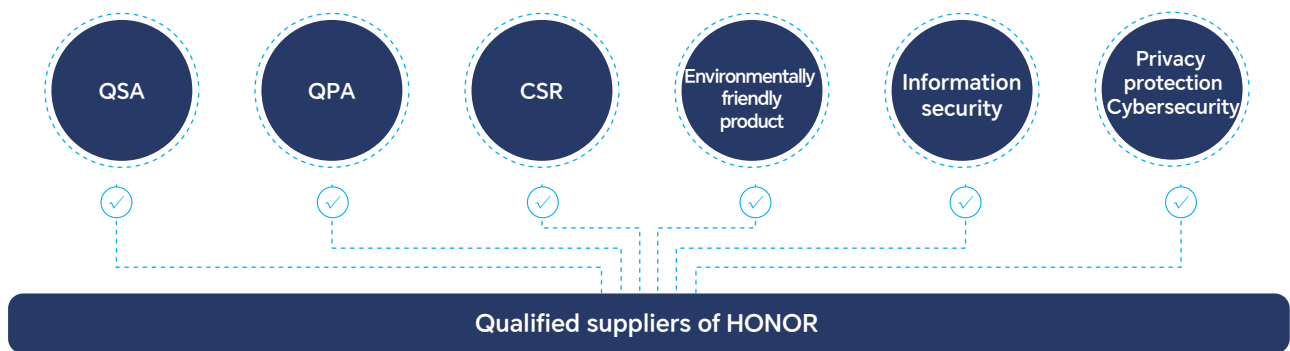 QSA
QPA
CSR
Environmentally
friendly
product
Information
security
Privacy
protection
Cybersecurity
Qualified suppliers of HONOR